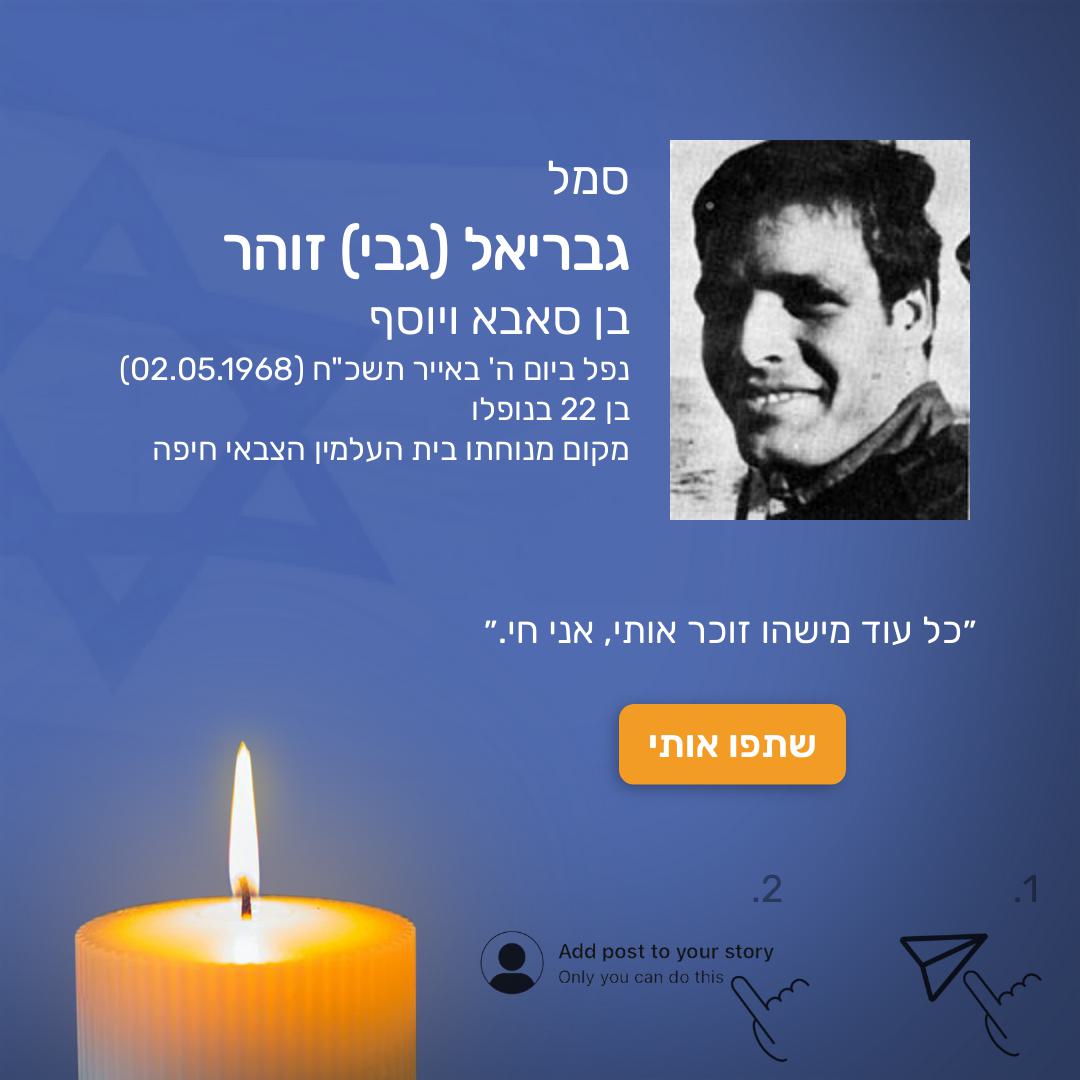 סמל
גבריאל (גבי) זוהר
בן סאבא ויוסף
נפל ביום ה' באייר תשכ"ח (02.05.1968)
בן 22 בנופלו
מקום מנוחתו בית העלמין הצבאי חיפה
״כל עוד מישהו זוכר אותי, אני חי.״
שתפו אותי
1.
2.
Add post to your story
Only you can do this